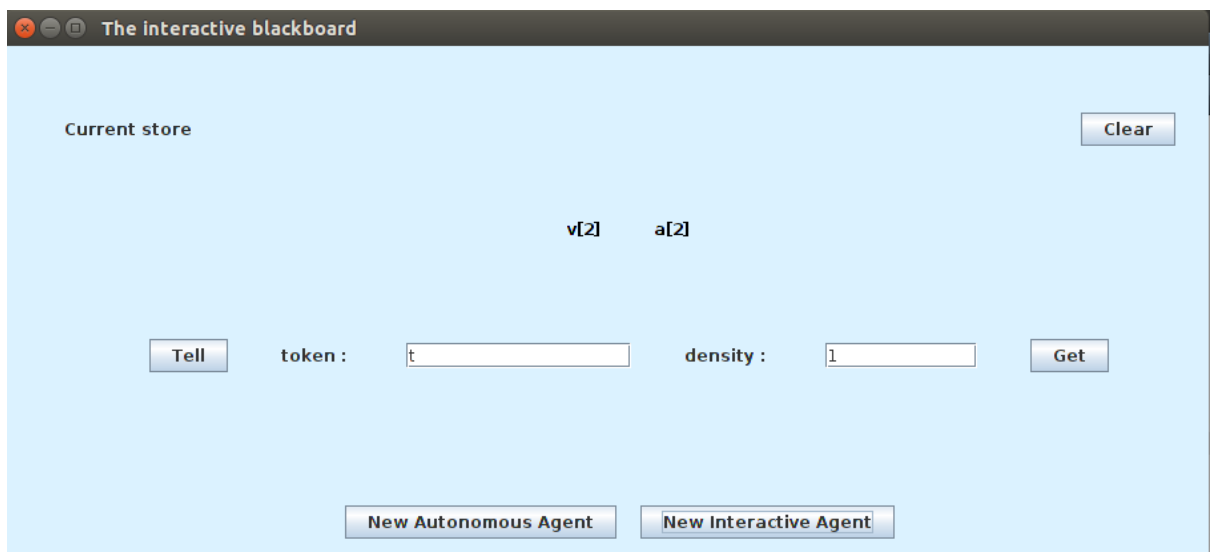 The interactive blackboard
Current store Clear
v[2] a[2]
Tell token : t density : 1 Get
New Autonomous Agent New Interactive Agent